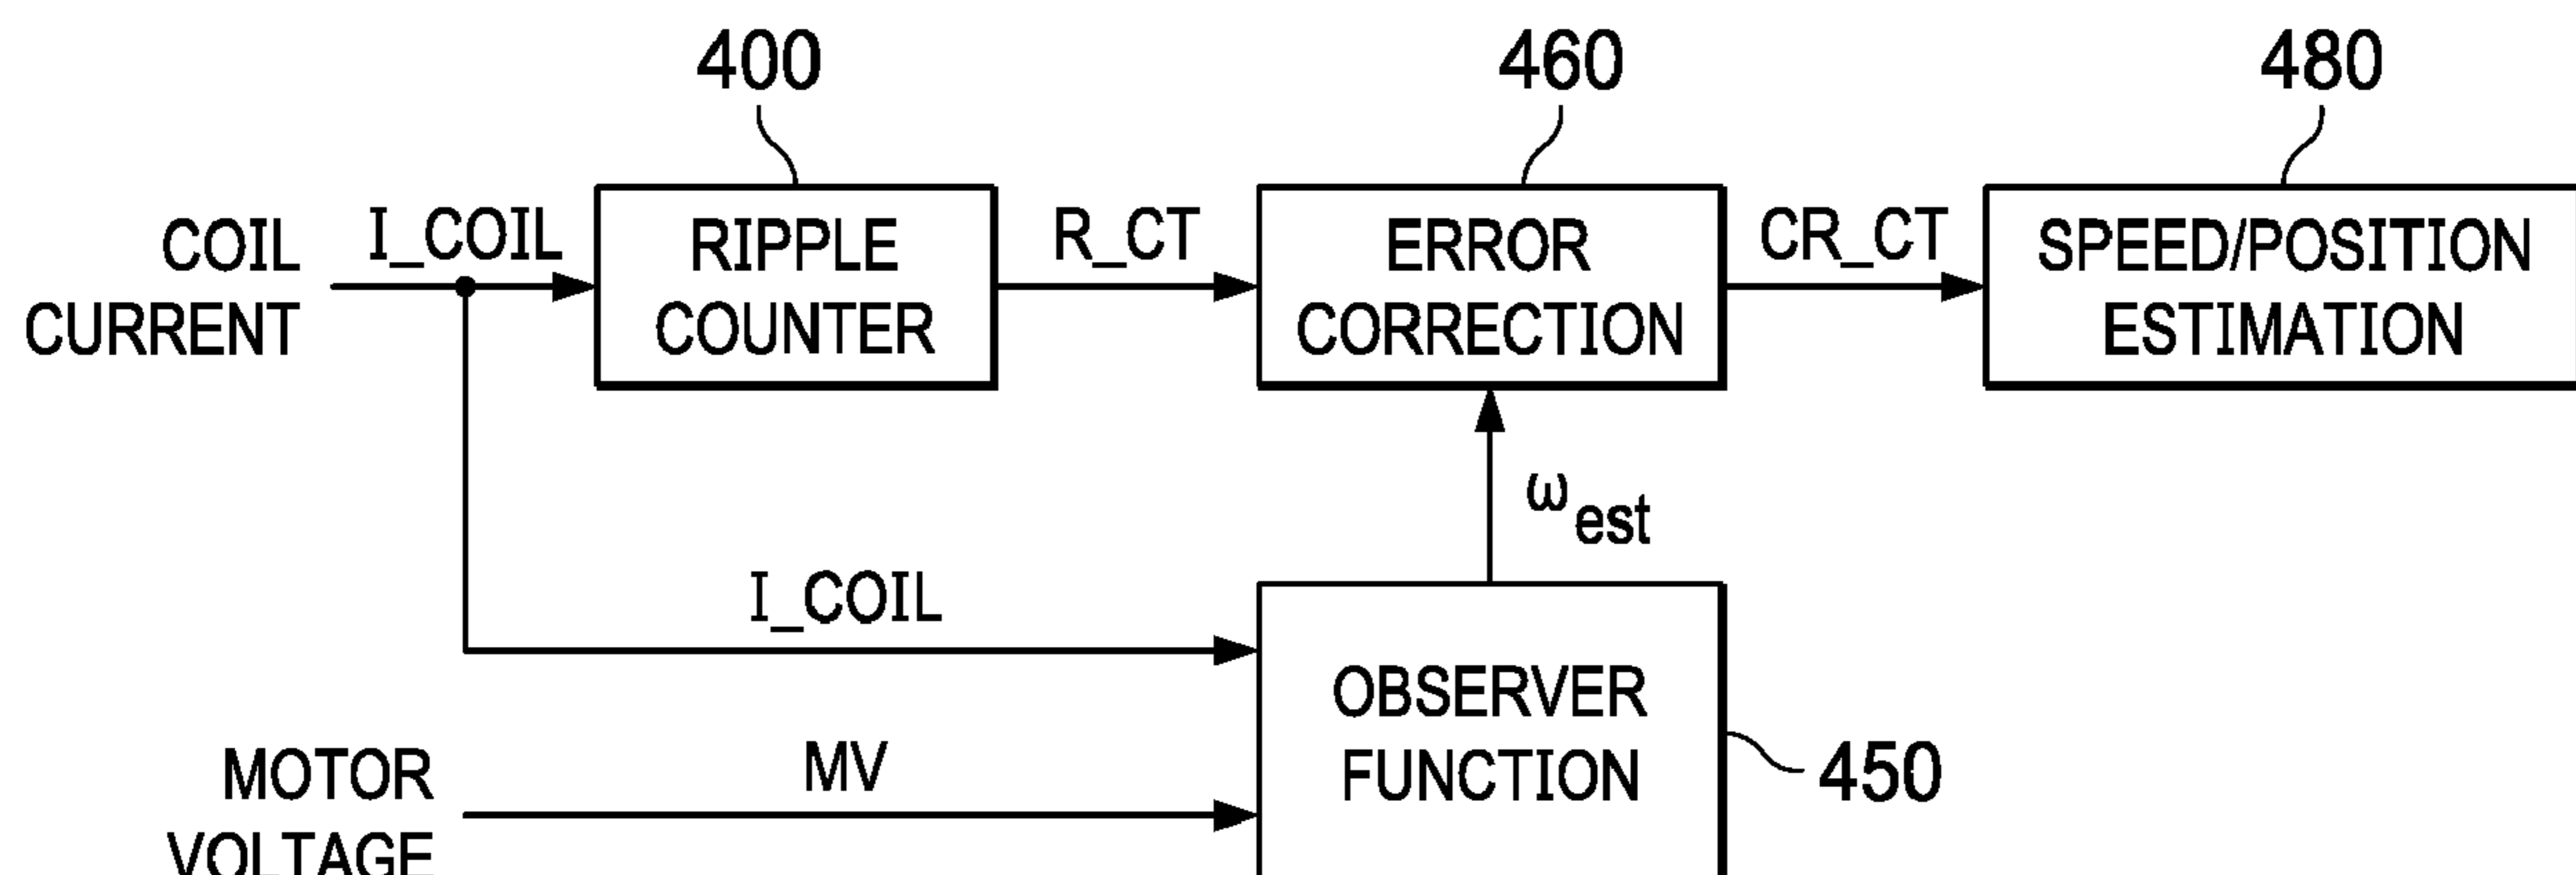 400
460
480
COIL
CURRENT
I_COIL
RIPPLE
COUNTER
R_CT
ERROR
CORRECTION
CR_CT
SPEED/POSITION
ESTIMATION
ωest
I_COIL
OBSERVER
FUNCTION
450
MOTOR
VOLTAGE
MV